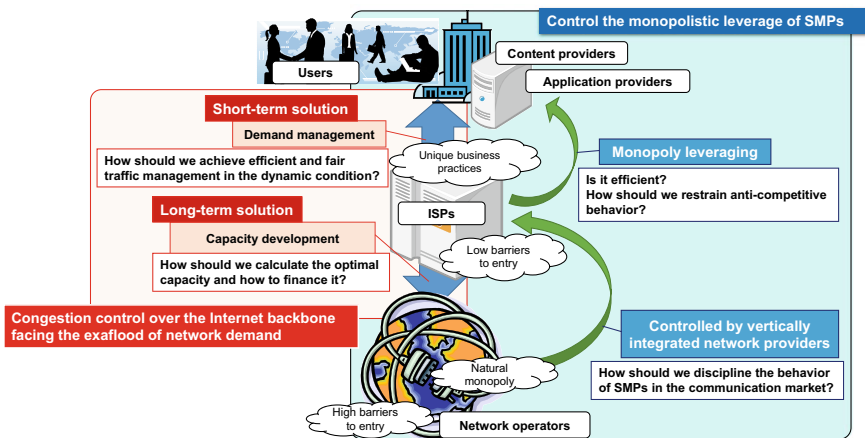 Control the monopolistic leverage of SMPs
Content providers
Users
Application providers
Short-term solution
Demand management
How should we achieve efficient and fair
traffic management in the dynamic condition?
Unique business
practices
Monopoly leveraging
Is it efficient?
How should we restrain anti-competitive
behavior?
Long-term solution
ISPs
Capacity development
How should we calculate the optimal
capacity and how to finance it?
Low barriers
to entry
Congestion control over the Internet backbone
facing the exaflood of network demand
Controlled by vertically
integrated network providers
How should we discipline the behavior
of SMPs in the communication market?
Natural
monopoly
High barriers
to entry
Network operators